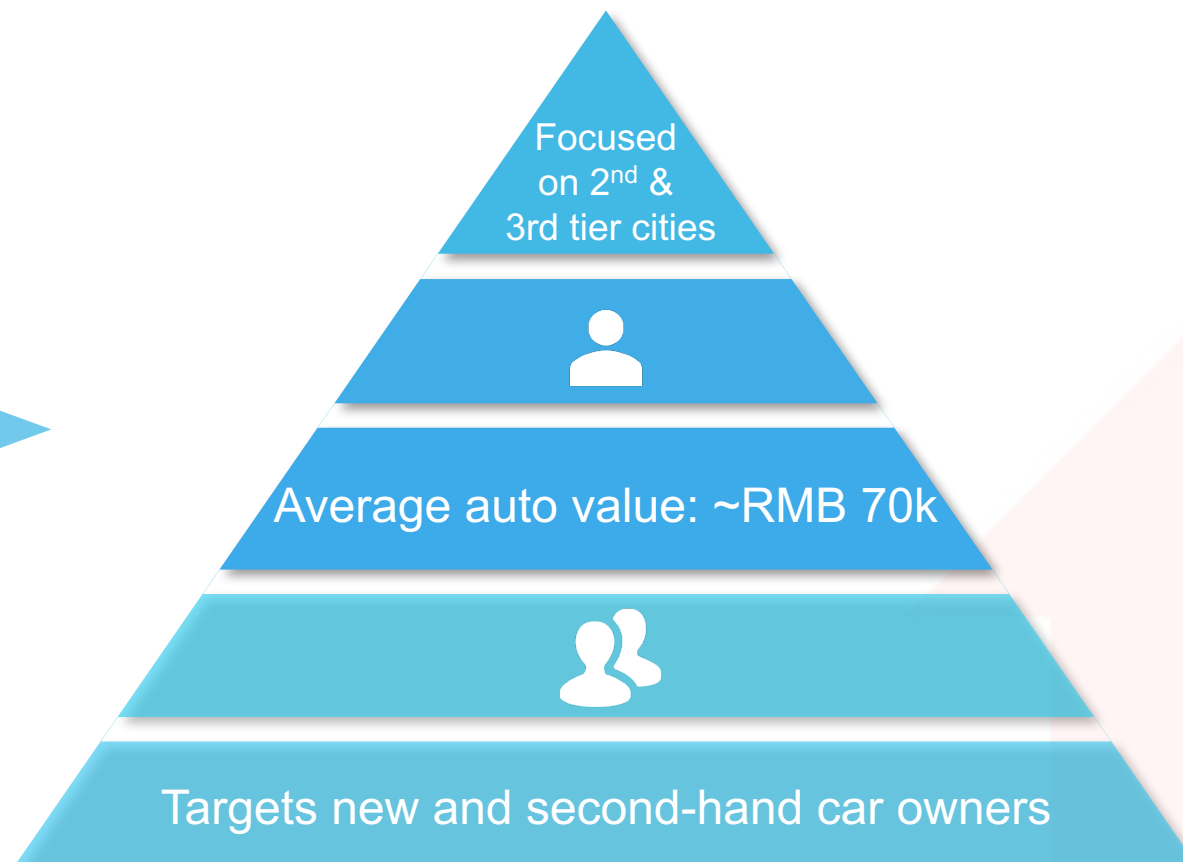 Focused
on 2nd &
3rd tier cities
Average auto value: ~RMB 70k
Targets new and second-hand car owners